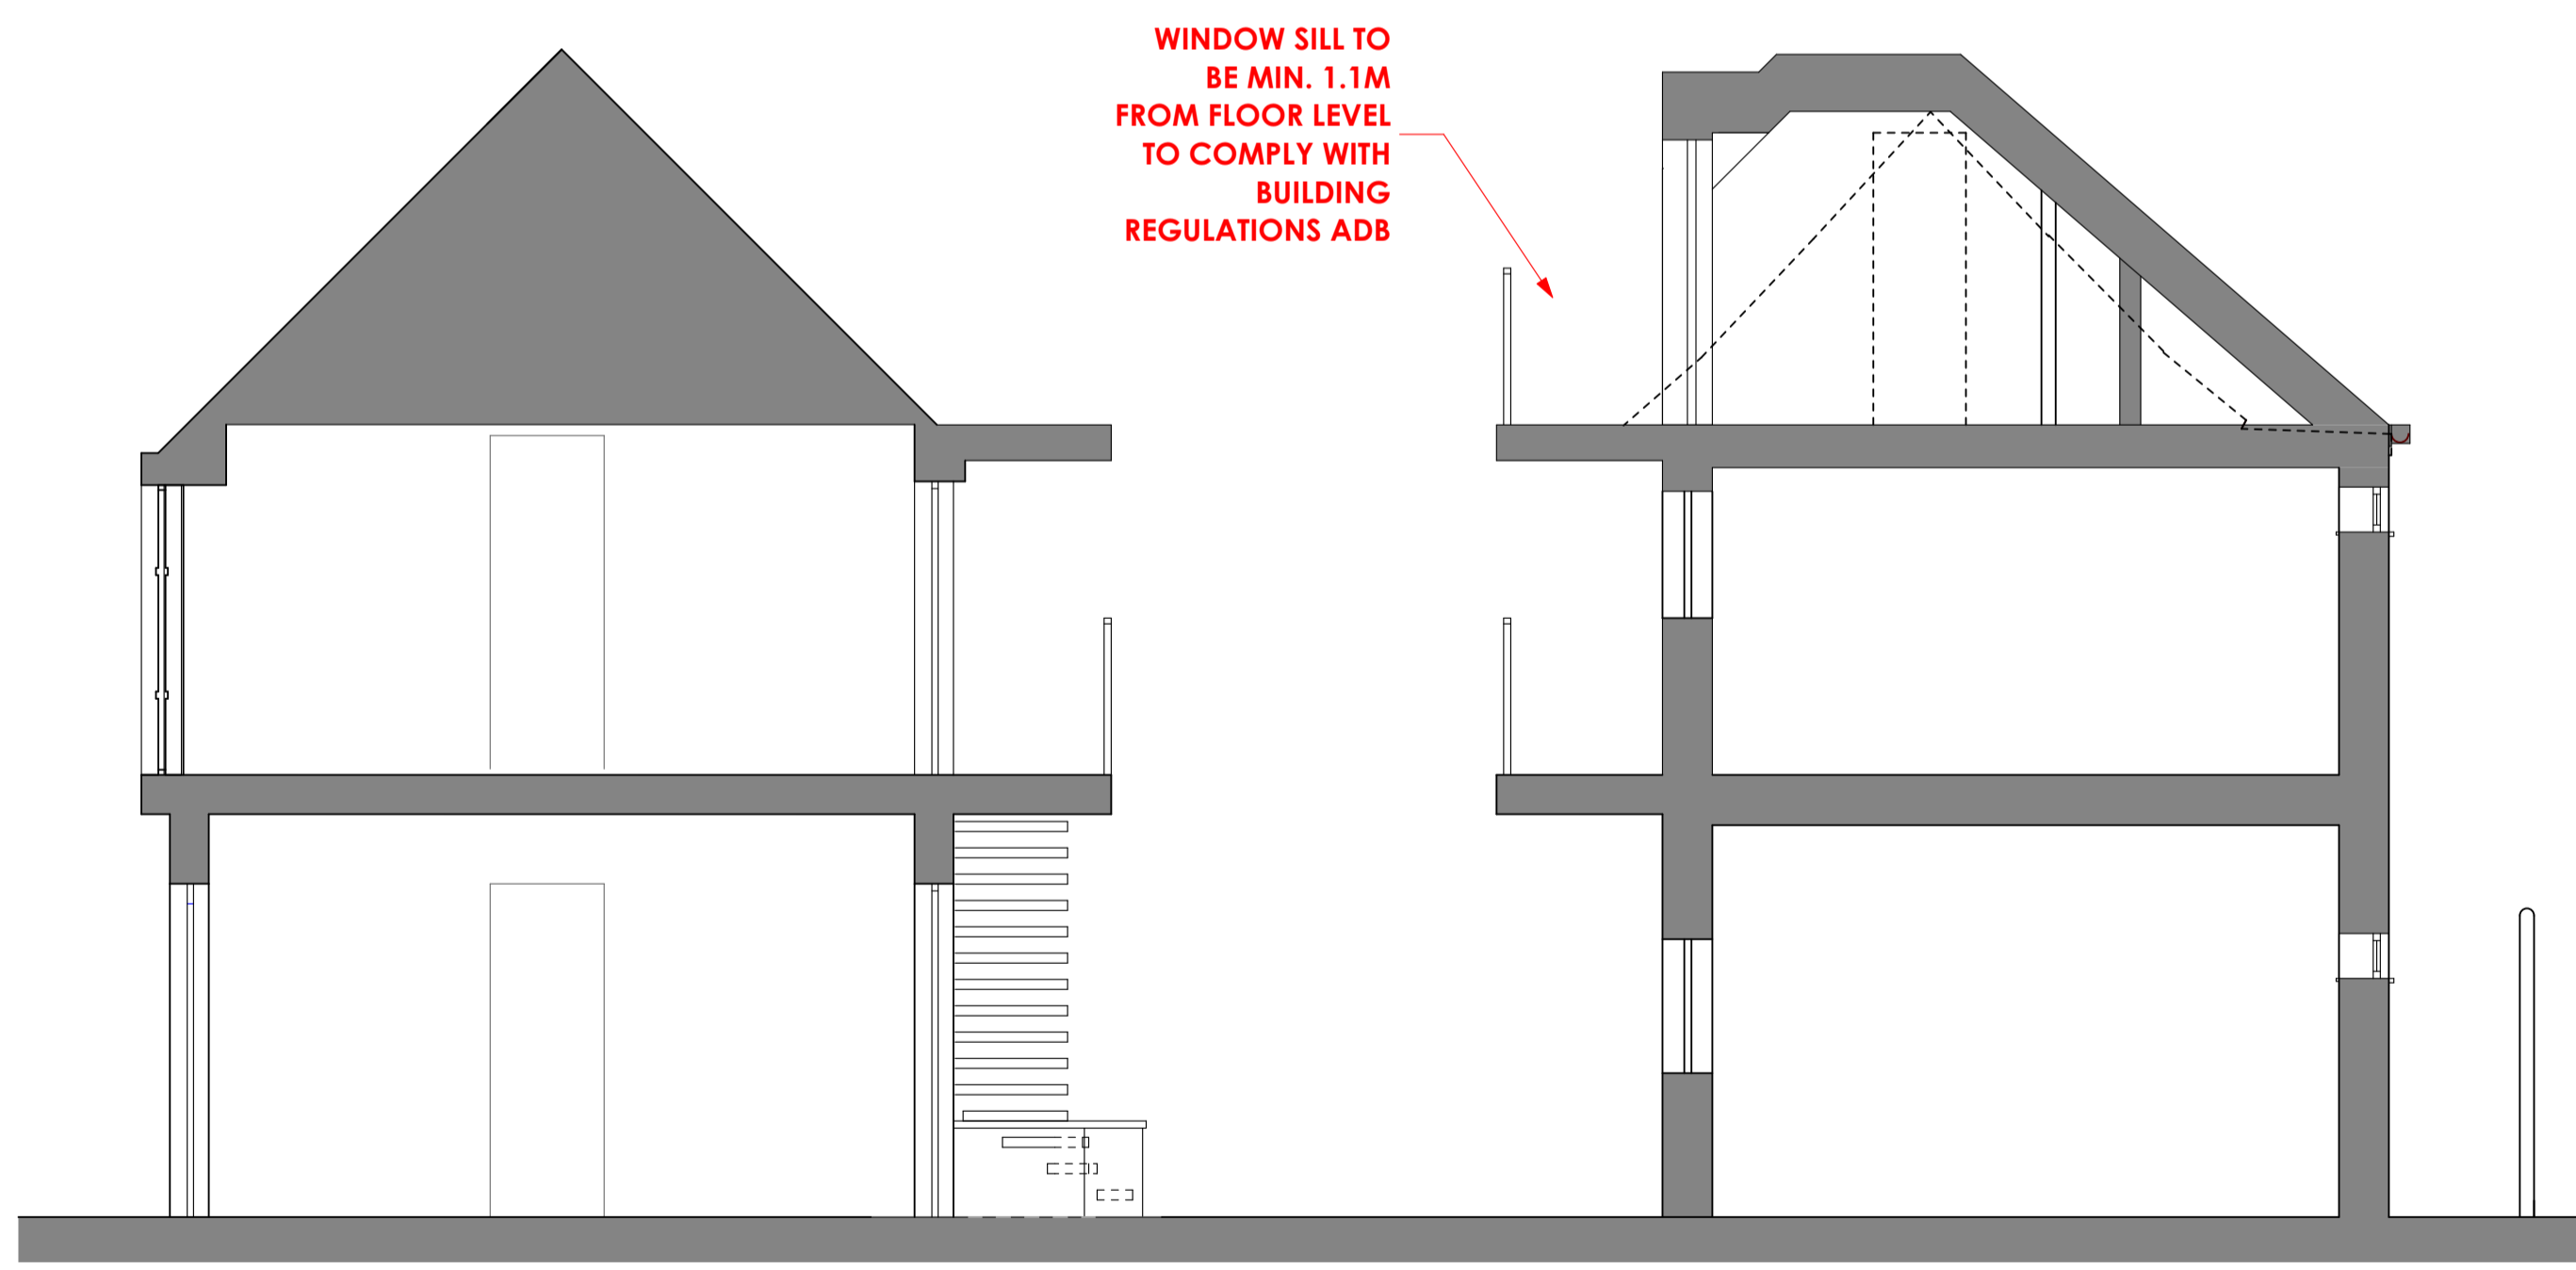 WINDOW SILL TO
BE MIN. 1.1M
FROM FLOOR LEVEL
TO COMPLY WITH
BUILDING
REGULATIONS ADB